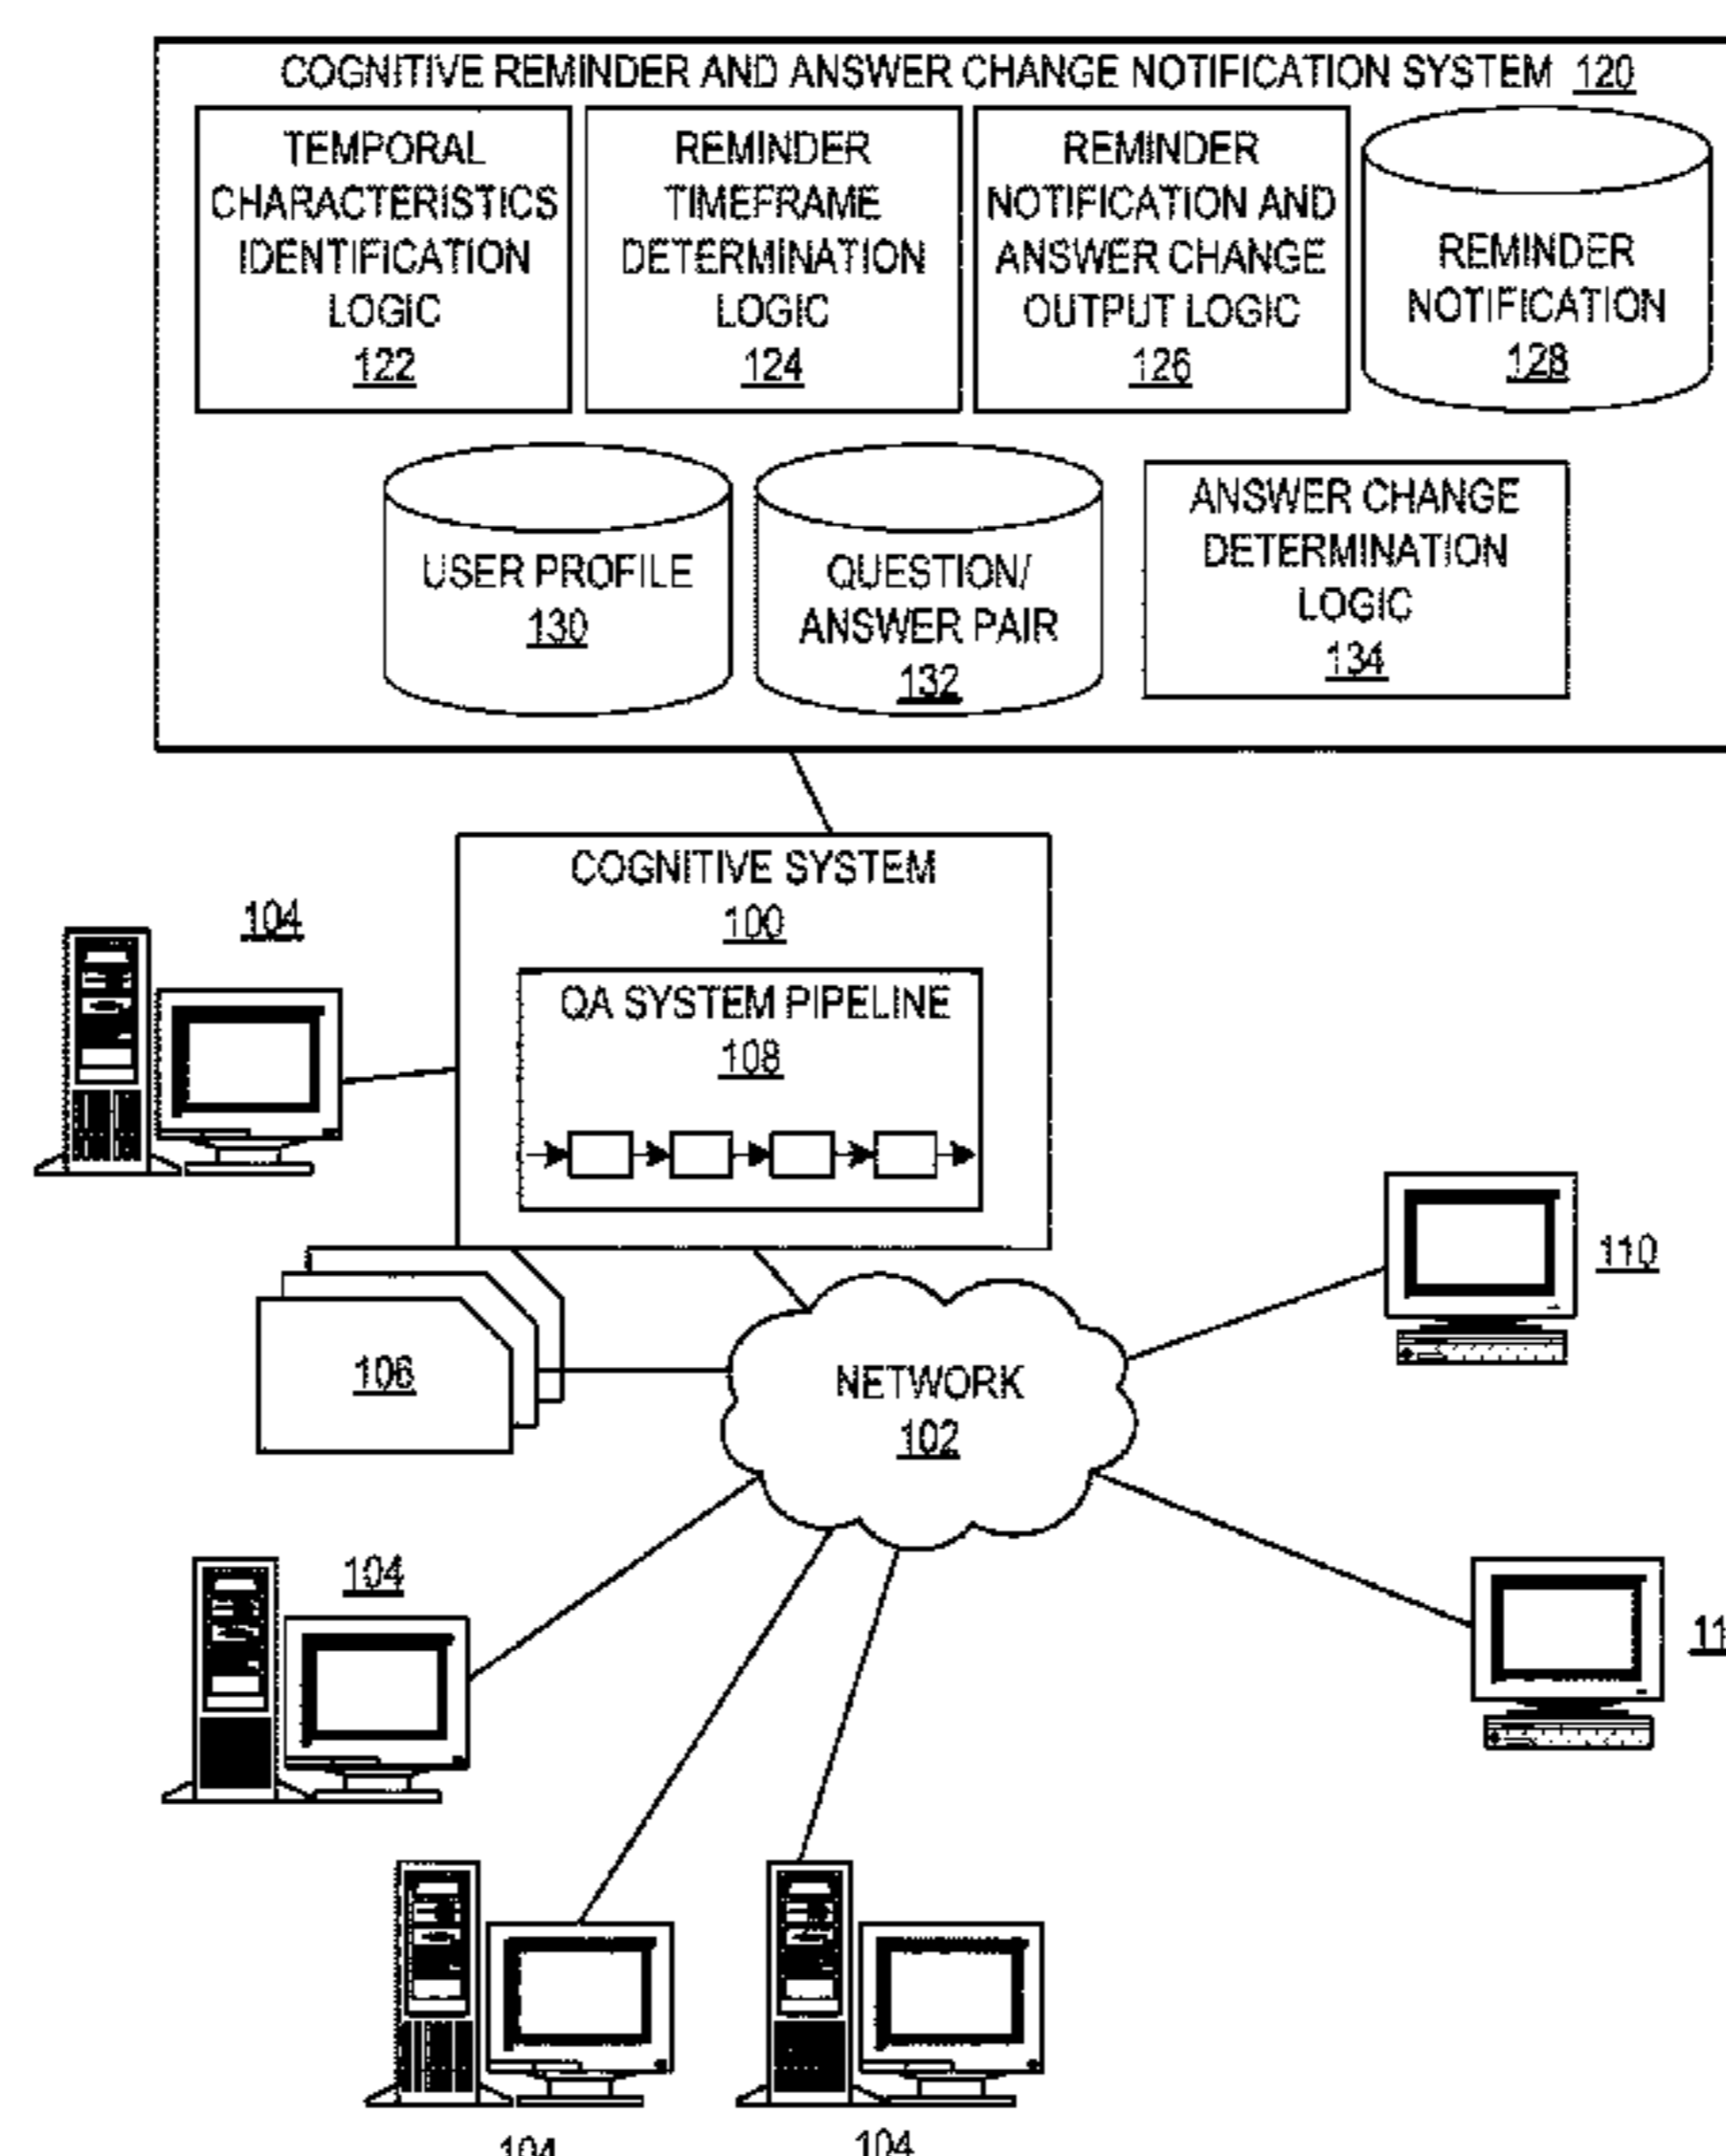 COGNITIVE REMINDER AND ANSWER CHANGE NOTIFICATION SYSTEM 120
TEMPORAL
CHARACTERISTICS
IDENTIFICATION
LOGIC
122
REMINDER
TIMEFRAME
DETERMINATION
LOGIC
124
REMINDER
NOTIFICATION AND
ANSWER CHANGE
OUTPUT LOGIC
126
REMINDER
NOTIFICATION
128
USER PROFILE
130
QUESTION/
ANSWER PAIR
132
ANSWER CHANGE
DETERMINATION
LOGIC
134
COGNITIVE SYSTEM
100
104
QA SYSTEM PIPELINE
108
110
106
NETWORK
102
104
11
104
104